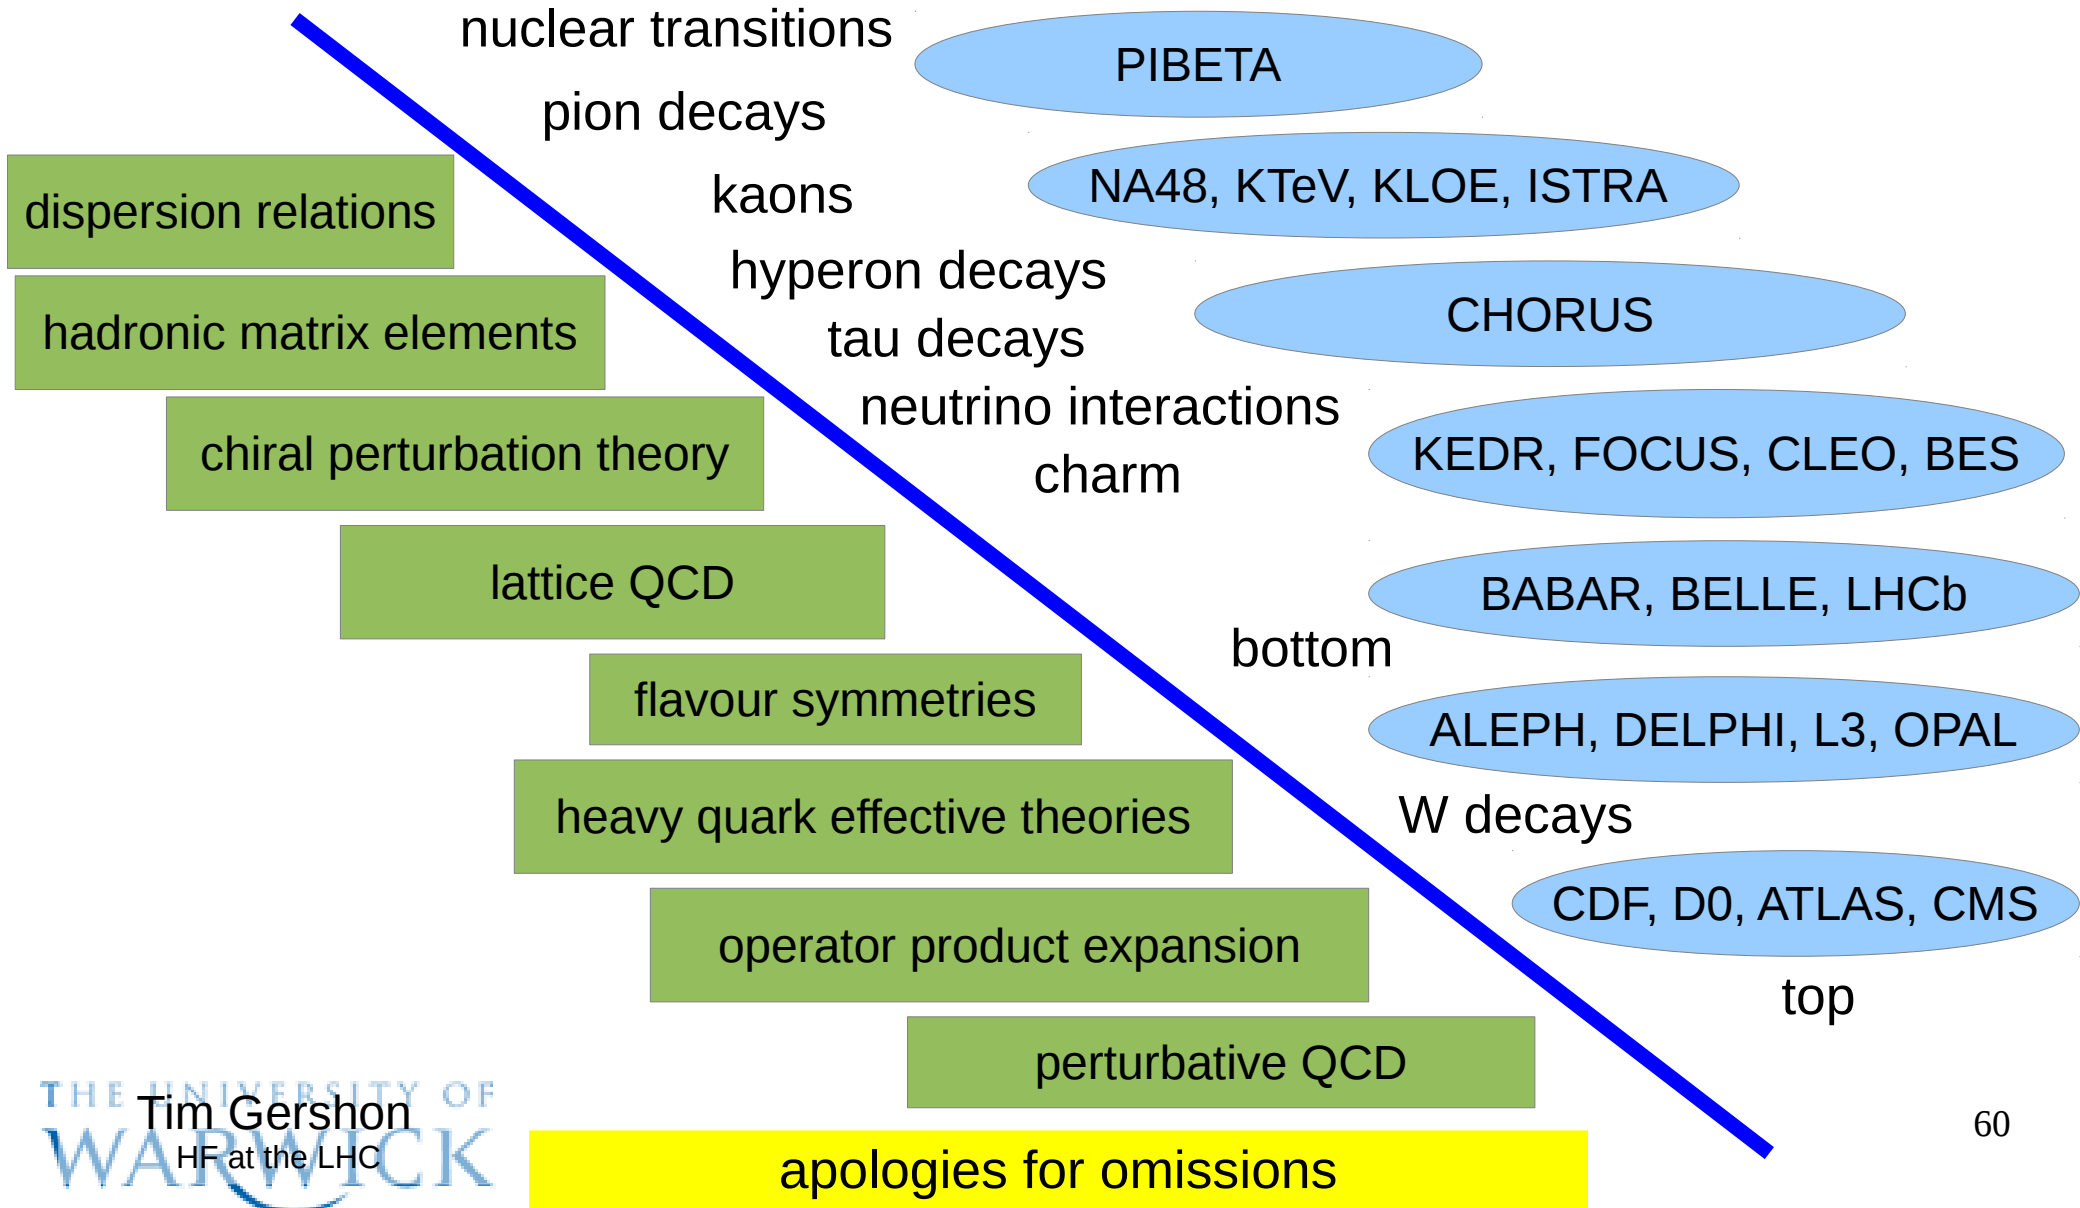 nuclear transitions
PIBETA
pion decays
NA48, KTeV, KLOE, ISTRA
kaons
dispersion relations
hyperon decays
CHORUS
hadronic matrix elements
tau decays
neutrino interactions
KEDR, FOCUS, CLEO, BES
chiral perturbation theory
charm
lattice QCD
BABAR, BELLE, LHCb
bottom
flavour symmetries
ALEPH, DELPHI, L3, OPAL
heavy quark effective theories
W decays
CDF, D0, ATLAS, CMS
operator product expansion
top
perturbative QCD
THE UNIVERSITY OF
WARWICK
Tim Gershon
HF at the LHC
60
apologies for omissions